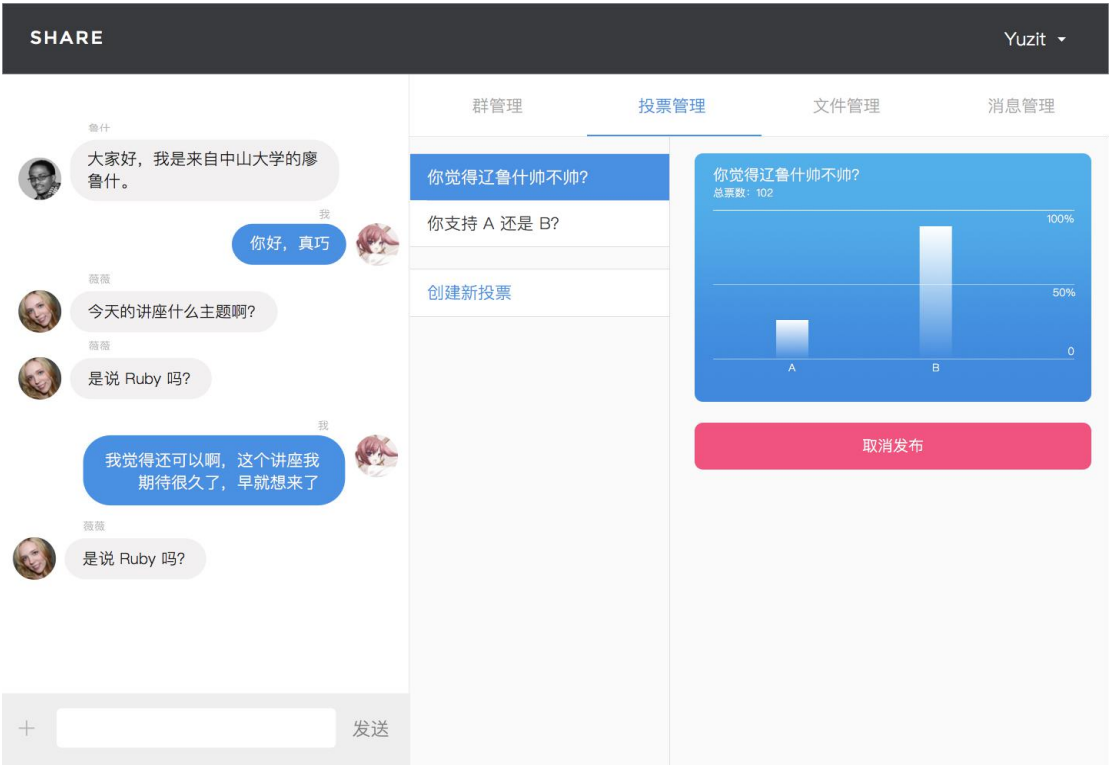 SHARE
Yuzit
鲁什
大家好，我是来自中山大学的廖
鲁什。
我
你好，真巧
薇薇
今天的讲座什么主题啊?
薇薇
是说 Ruby 吗?
我
我觉得还可以啊，这个讲座我
期待很久了，早就想来了
薇薇
是说 Ruby 吗?
发送
群管理
投票管理
文件管理
消息管理
你觉得辽鲁什帅不帅?
你支持 A 还是 B?
创建新投票
你觉得辽鲁什帅不帅?
总票数：102
100%
50%
0
A
B
取消发布